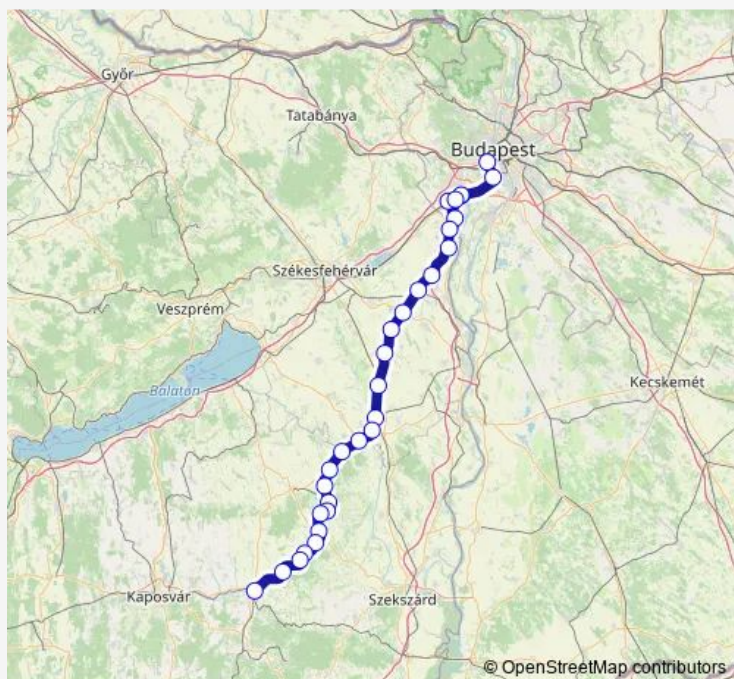 Győr
Tatabánya
Budapest
Székesfehérvár
Veszprém
Balaton
Kecskemét
Kaposvár
Szekszárd
© OpenStreetMap contributors